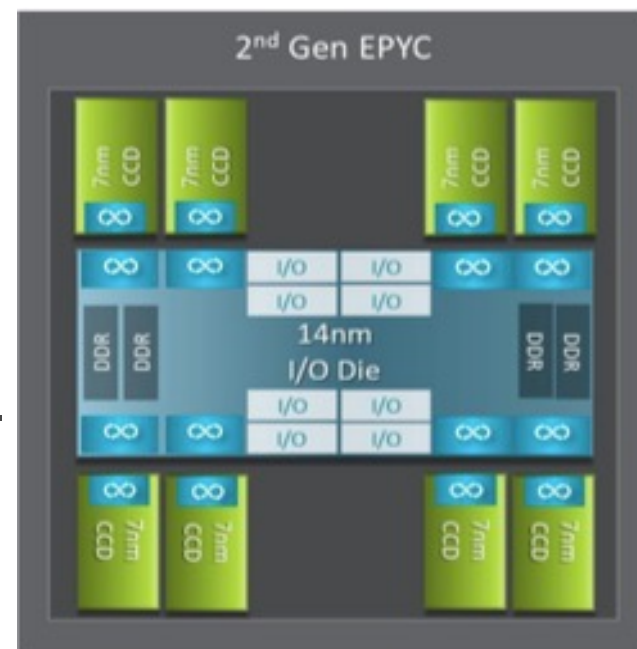 2nd Gen EPYC
7nm CCD
7nm CCD
7nm CCD
7nm CCD
∞ ∞ ∞ ∞
∞ ∞ I/O I/O ∞ ∞
I/O I/O
DDR DDR 14nm DDR DDR
I/O Die
I/O I/O
∞ ∞ I/O I/O ∞ ∞
∞ ∞ ∞ ∞
7nm CCD
7nm CCD
7nm CCD
7nm CCD